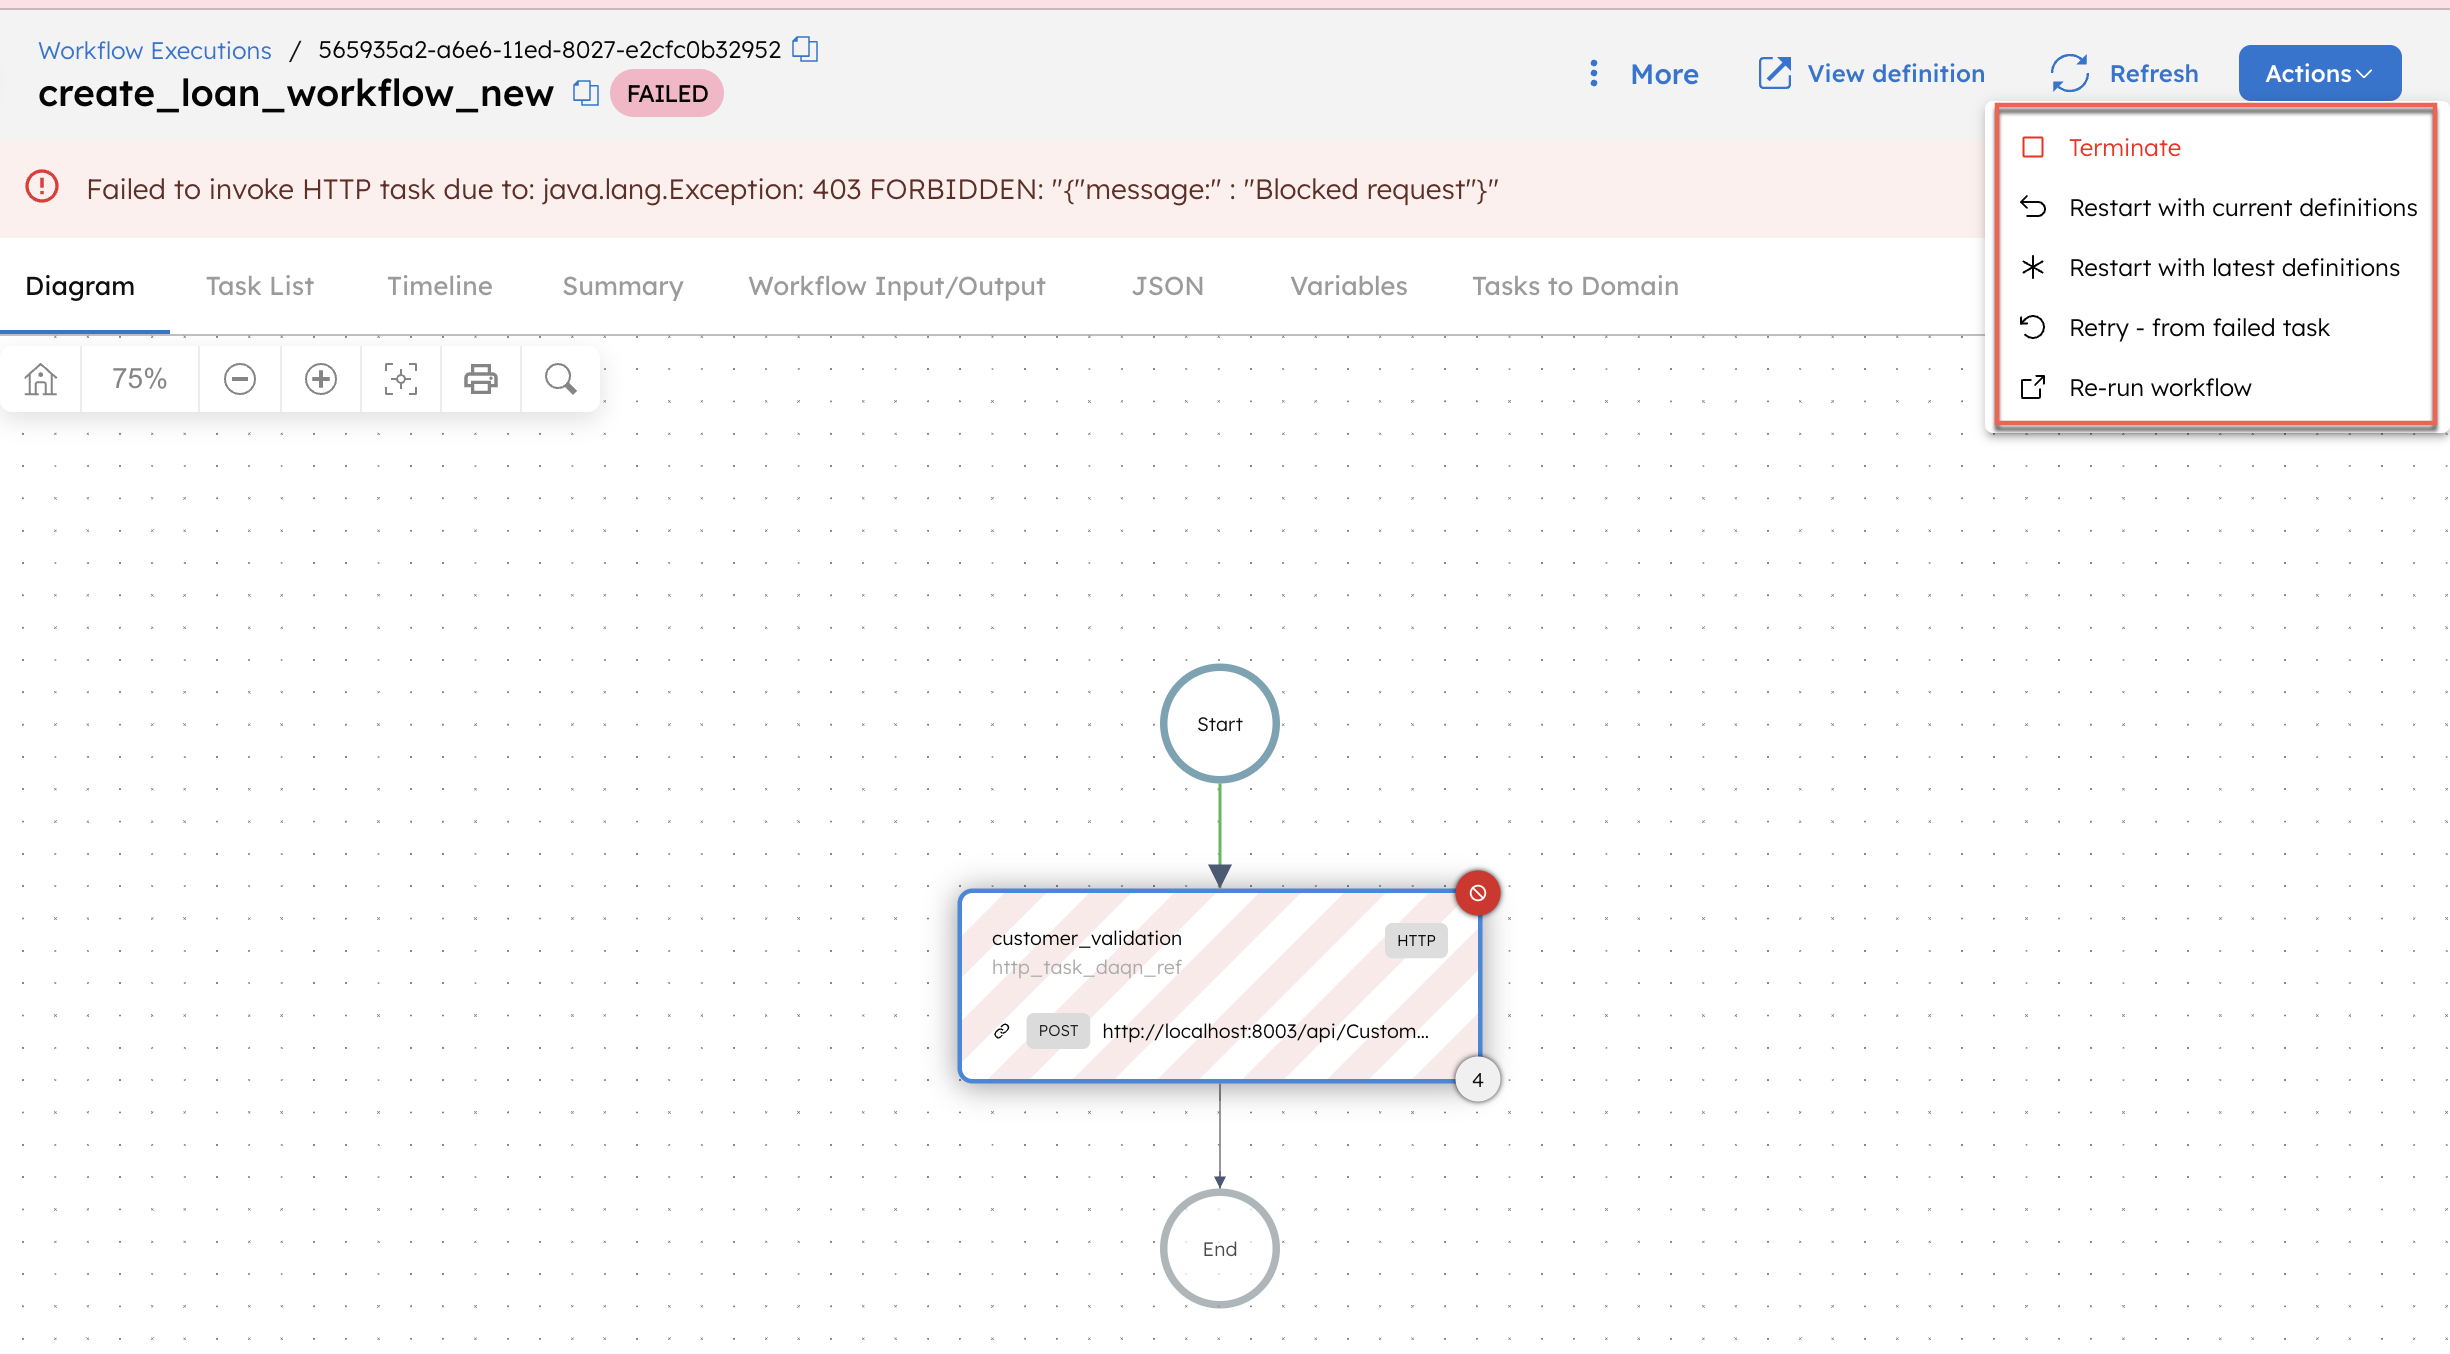 Workflow Executions / 565935a2-a6e6-11ed-8027-e2cfc0b32952
create_loan_workflow_new FAILED
More View definition Refresh Actions
Failed to invoke HTTP task due to: java.lang.Exception: 403 FORBIDDEN: "{"message:" : "Blocked request"}"
Terminate
Restart with current definitions
Restart with latest definitions
Retry - from failed task
Re-run workflow
Diagram Task List Timeline Summary Workflow Input/Output JSON Variables Tasks to Domain
75%
Start
customer_validation HTTP
http_task_daqn_ref
POST http://localhost:8003/api/Custom...
4
End